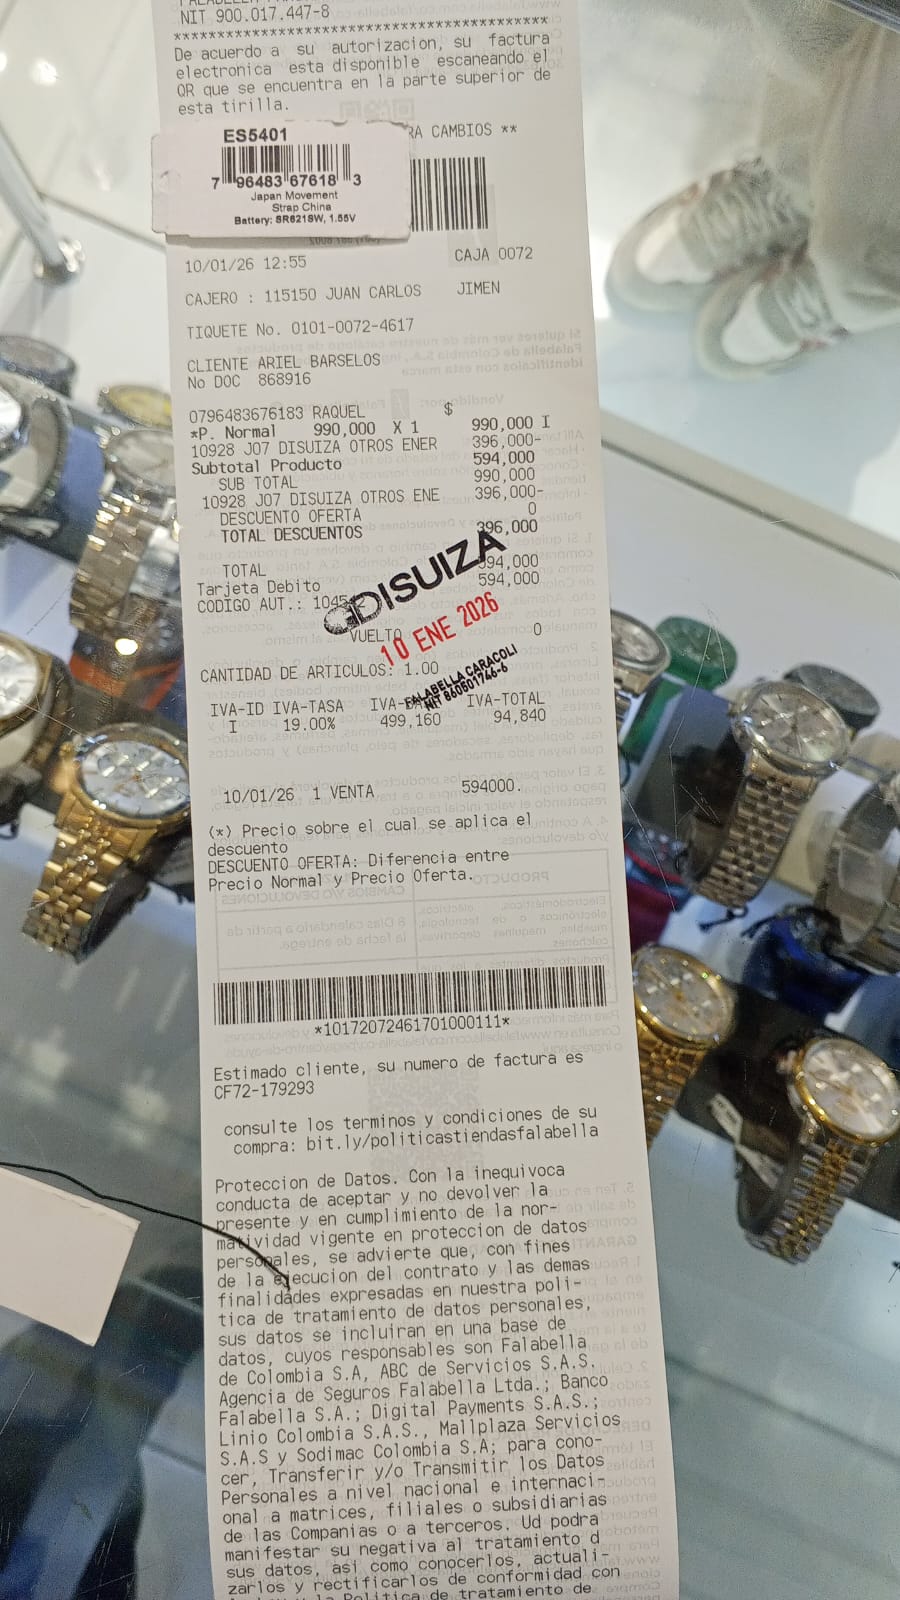 NIT 900.017.447-8
De acuerdo a su autorizacion, su factura
electronica esta disponible escaneando el
QR que se encuentra en la parte superior de
esta tirilla.
RA CAMBIOS **
ES5401
7 96483 67618 3
Japan Movement
Strap China
Battery: SR621SW, 1.55V
10/01/26 12:55 CAJA 0072
CAJERO : 115150 JUAN CARLOS JIMEN
TIQUETE No. 0101-0072-4617
CLIENTE ARIEL BARSELOS
No DOC 868916
0796483676183 RAQUEL $
*P. Normal 990,000 X 1 990,000 I
10928 J07 DISUIZA OTROS ENER 396,000-
Subtotal Producto 594,000
SUB TOTAL 990,000
10928 J07 DISUIZA OTROS ENE 396,000-
DESCUENTO OFERTA 0
TOTAL DESCUENTOS 396,000
TOTAL 594,000
Tarjeta Debito 594,000
CODIGO AUT.: 1045
DISUIZA
VUELTO 0
10 ENE 2026
CANTIDAD DE ARTICULOS: 1.00
FALABELLA CARACOLI
NIT 860601746-6
IVA-ID IVA-TASA IVA- IVA-TOTAL
I 19.00% 499,160 94,840
10/01/26 1 VENTA 594000.
(*) Precio sobre el cual se aplica el
descuento
DESCUENTO OFERTA: Diferencia entre
Precio Normal y Precio Oferta.
*10172072461701000111*
Estimado cliente, su numero de factura es
CF72-179293
consulte los terminos y condiciones de su
compra: bit.ly/politicastiendasfalabella
Proteccion de Datos. Con la inequivoca
conducta de aceptar y no devolver la
presente y en cumplimiento de la nor-
matividad vigente en proteccion de datos
personales, se advierte que, con fines
de la ejecucion del contrato y las demas
finalidades expresadas en nuestra poli-
tica de tratamiento de datos personales,
sus datos se incluiran en una base de
datos, cuyos responsables son Falabella
de Colombia S.A, ABC de Servicios S.A.S,
Agencia de Seguros Falabella Ltda.; Banco
Falabella S.A.; Digital Payments S.A.S.;
Linio Colombia S.A.S., Mallplaza Servicios
S.A.S y Sodimac Colombia S.A; para cono-
cer, Transferir y/o Transmitir los Datos
Personales a nivel nacional e internaci-
onal a matrices, filiales o subsidiarias
de las Companias o a terceros. Ud podra
manifestar su negativa al tratamiento d
sus datos, asi como conocerlos, actuali-
zarlos y rectificarlos de conformidad con
la Politica de tratamiento de